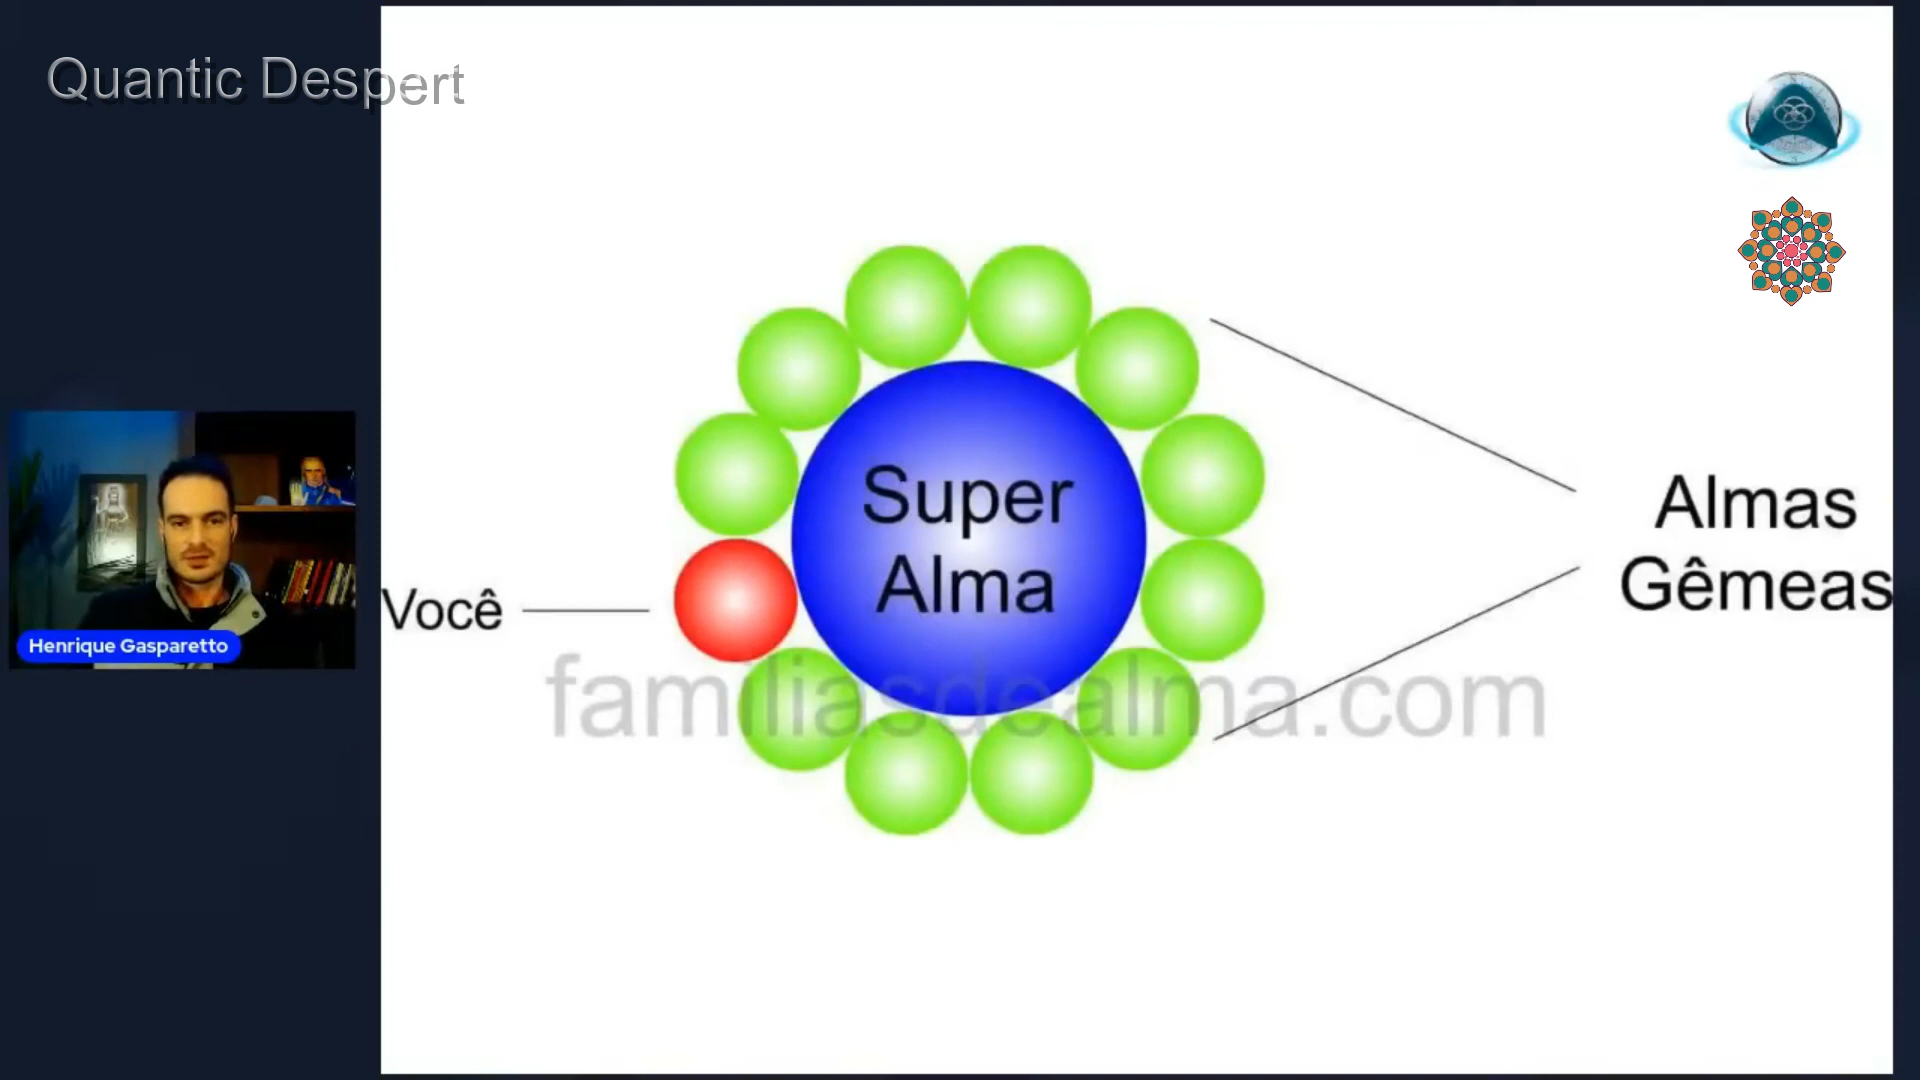 Quantic Despert
Super
Alma
Almas
Gêmeas
Você
Henrique Gasparetto
familiasdealma.com